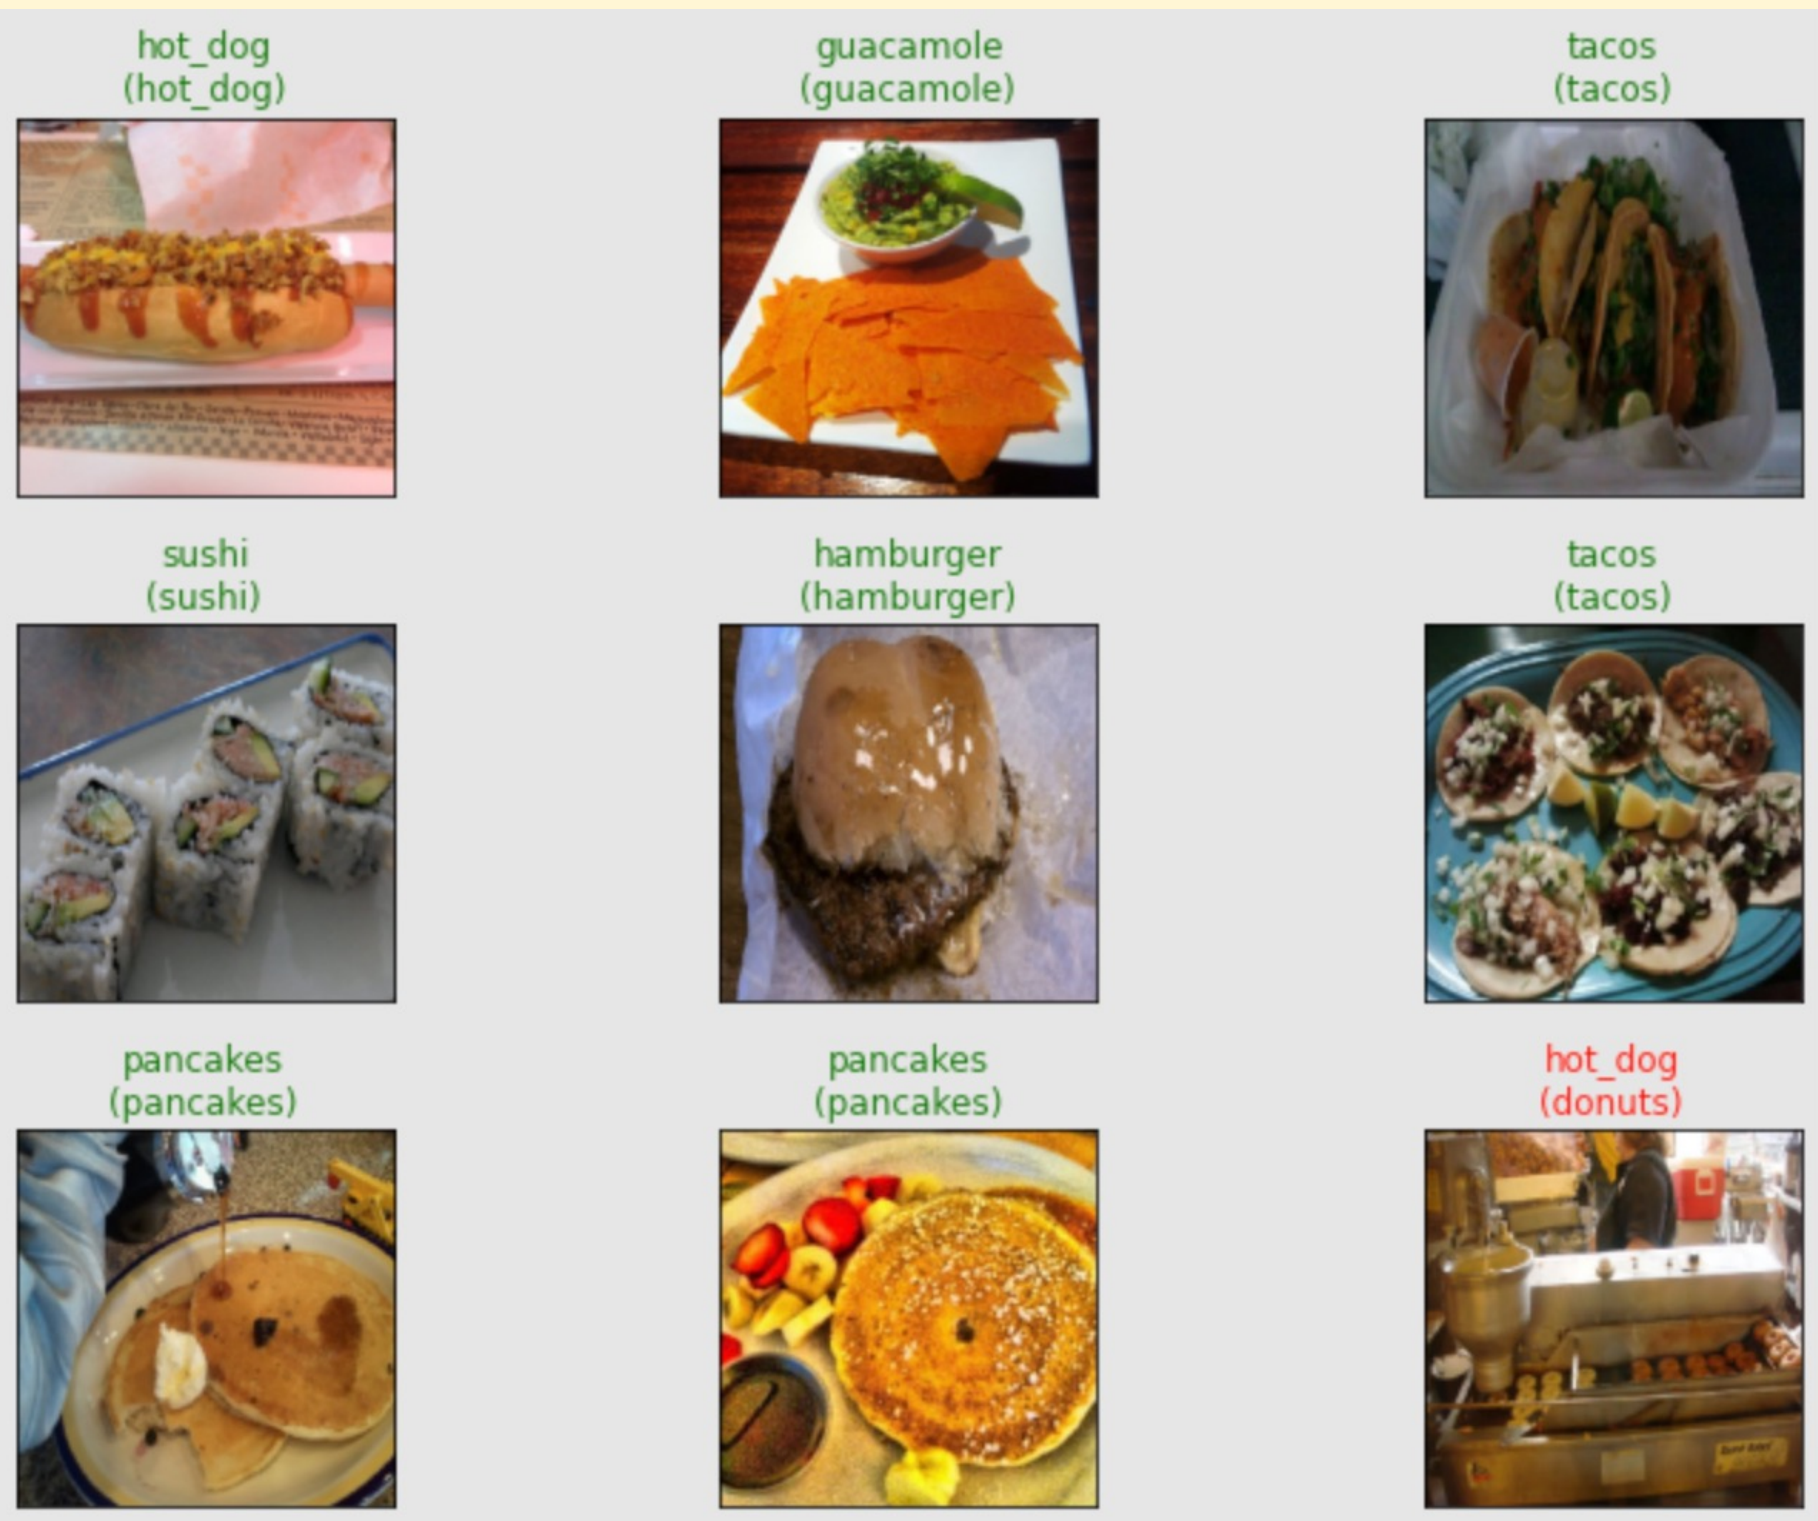 hot_dog
(hot_dog)
guacamole
(guacamole)
tacos
(tacos)
sushi
(sushi)
hamburger
(hamburger)
tacos
(tacos)
pancakes
(pancakes)
pancakes
(pancakes)
hot_dog
(donuts)